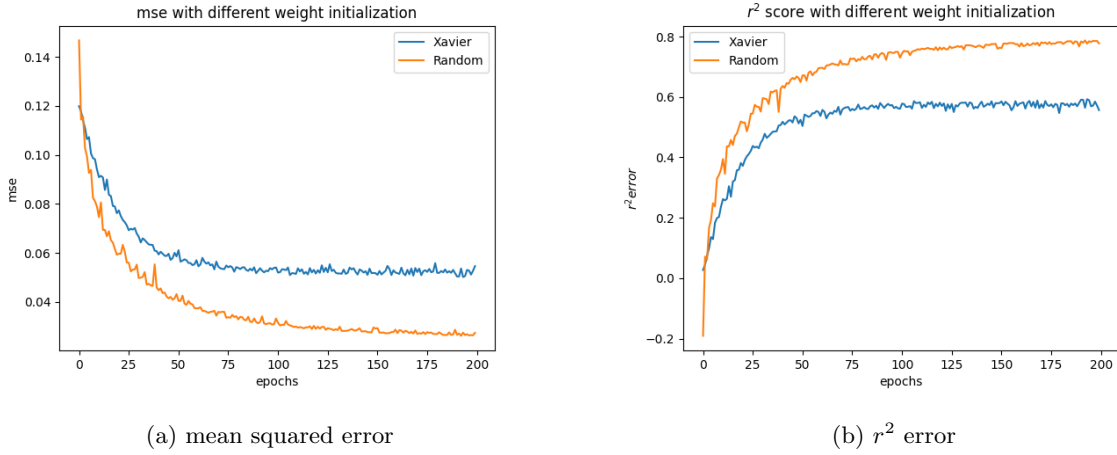 mse with different weight initialization
Xavier
Random
0.14
0.12
0.10
0.08
0.06
0.04
mse
0 25 50 75 100 125 150 175 200
epochs
(a) mean squared error
r² score with different weight initialization
Xavier
Random
0.8
0.6
0.4
0.2
0.0
−0.2
r²error
0 25 50 75 100 125 150 175 200
epochs
(b) r² error